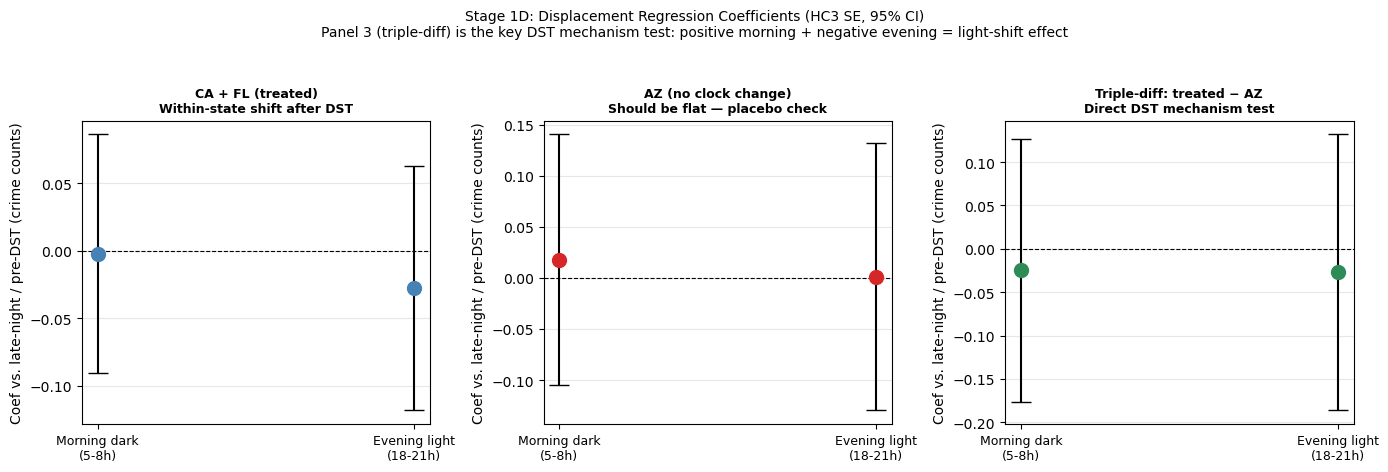 Stage 1D: Displacement Regression Coefficients (HC3 SE, 95% CI)
Panel 3 (triple-diff) is the key DST mechanism test: positive morning + negative evening = light-shift effect
CA + FL (treated)
Within-state shift after DST
Coef vs. late-night / pre-DST (crime counts)
0.05
0.00
−0.05
−0.10
Morning dark
(5-8h)
Evening light
(18-21h)
AZ (no clock change)
Should be flat — placebo check
Coef vs. late-night / pre-DST (crime counts)
0.15
0.10
0.05
0.00
−0.05
−0.10
Morning dark
(5-8h)
Evening light
(18-21h)
Triple-diff: treated − AZ
Direct DST mechanism test
Coef vs. late-night / pre-DST (crime counts)
0.10
0.05
0.00
−0.05
−0.10
−0.15
−0.20
Morning dark
(5-8h)
Evening light
(18-21h)